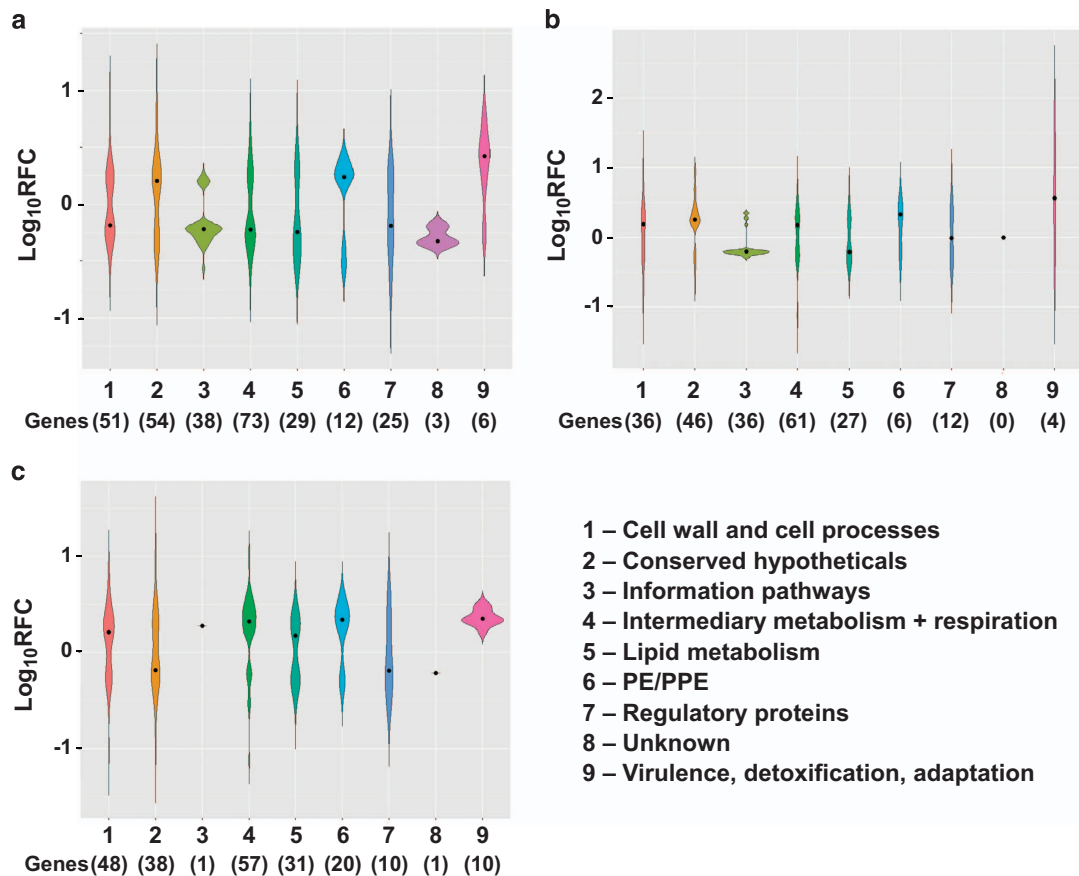 a
Log10RFC
1
0
-1
1 2 3 4 5 6 7 8 9
Genes (51) (54) (38) (73) (29) (12) (25) (3) (6)
b
Log10RFC
2
1
0
-1
1 2 3 4 5 6 7 8 9
Genes (36) (46) (36) (61) (27) (6) (12) (0) (4)
c
Log10RFC
1
0
-1
1 2 3 4 5 6 7 8 9
Genes (48) (38) (1) (57) (31) (20) (10) (1) (10)
1 – Cell wall and cell processes
2 – Conserved hypotheticals
3 – Information pathways
4 – Intermediary metabolism + respiration
5 – Lipid metabolism
6 – PE/PPE
7 – Regulatory proteins
8 – Unknown
9 – Virulence, detoxification, adaptation